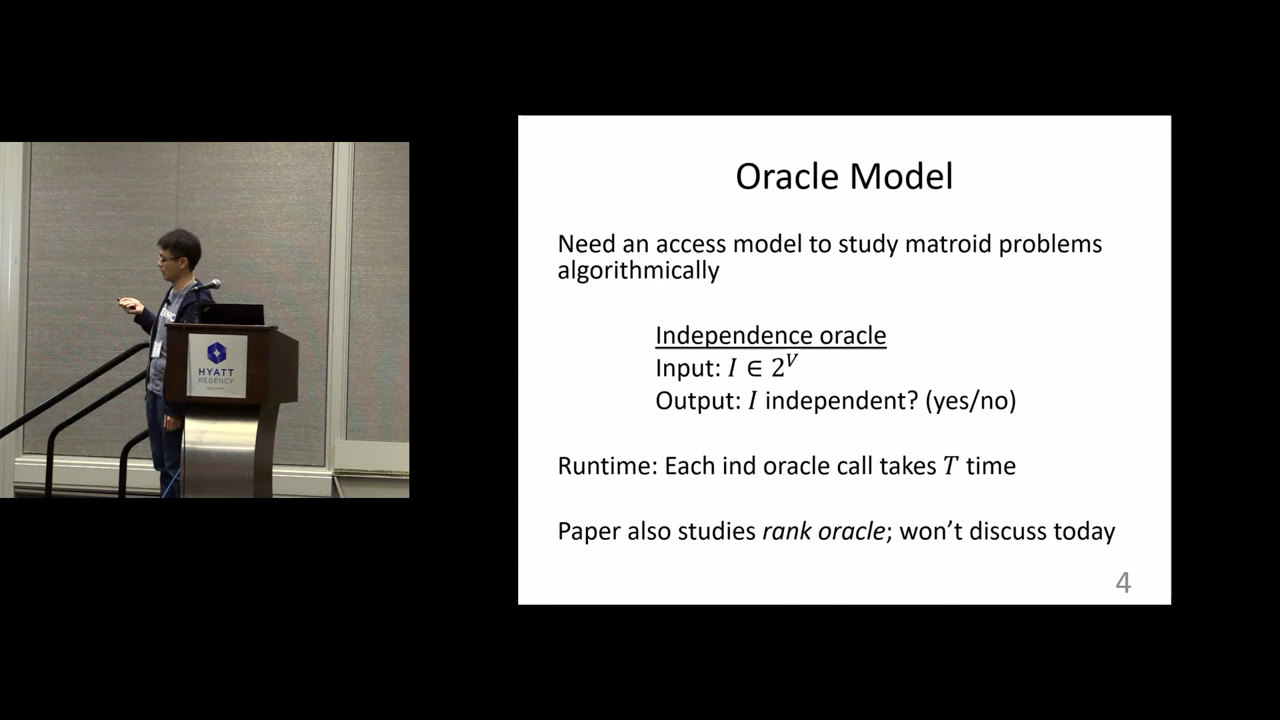 Oracle Model
Need an access model to study matroid problems
algorithmically
Independence oracle
Input: I ∈ 2^V
Output: I independent? (yes/no)
Runtime: Each ind oracle call takes T time
Paper also studies rank oracle; won’t discuss today
4
HYATT
REGENCY